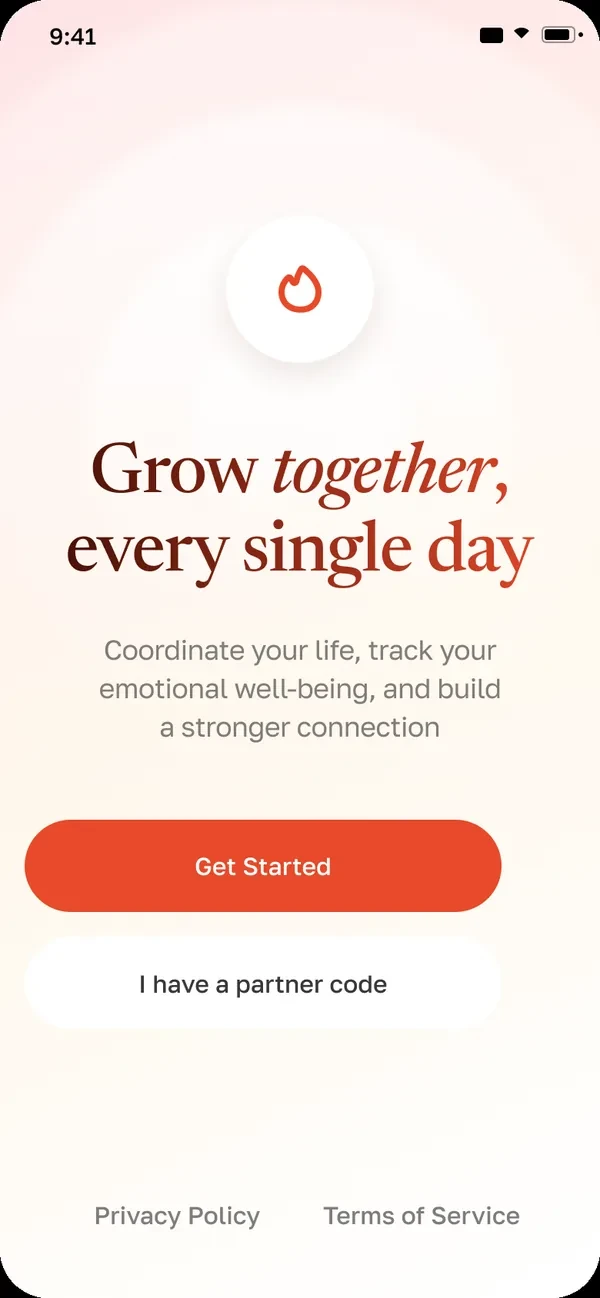 9:41
Grow together,
every single day
Coordinate your life, track your
emotional well-being, and build
a stronger connection
Get Started
I have a partner code
Privacy Policy Terms of Service